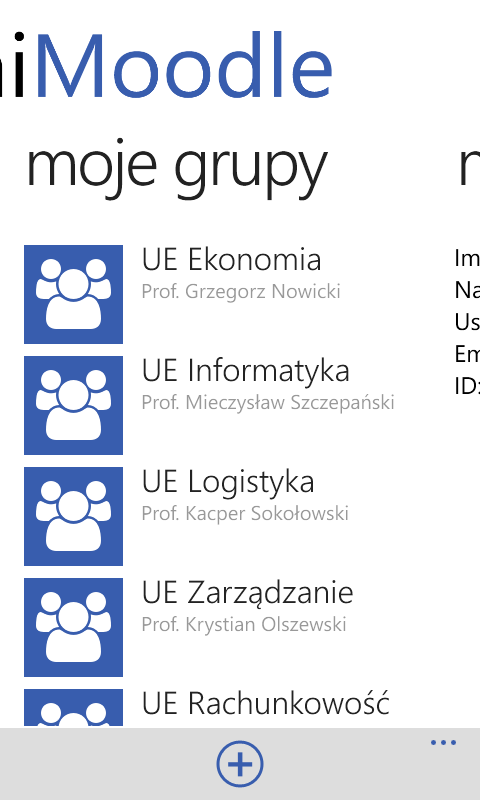 iMoodle
moje grupy
UE Ekonomia
Prof. Grzegorz Nowicki
UE Informatyka
Prof. Mieczysław Szczepański
UE Logistyka
Prof. Kacper Sokołowski
UE Zarządzanie
Prof. Krystian Olszewski
UE Rachunkowość
Im
Na
Us
Em
ID: